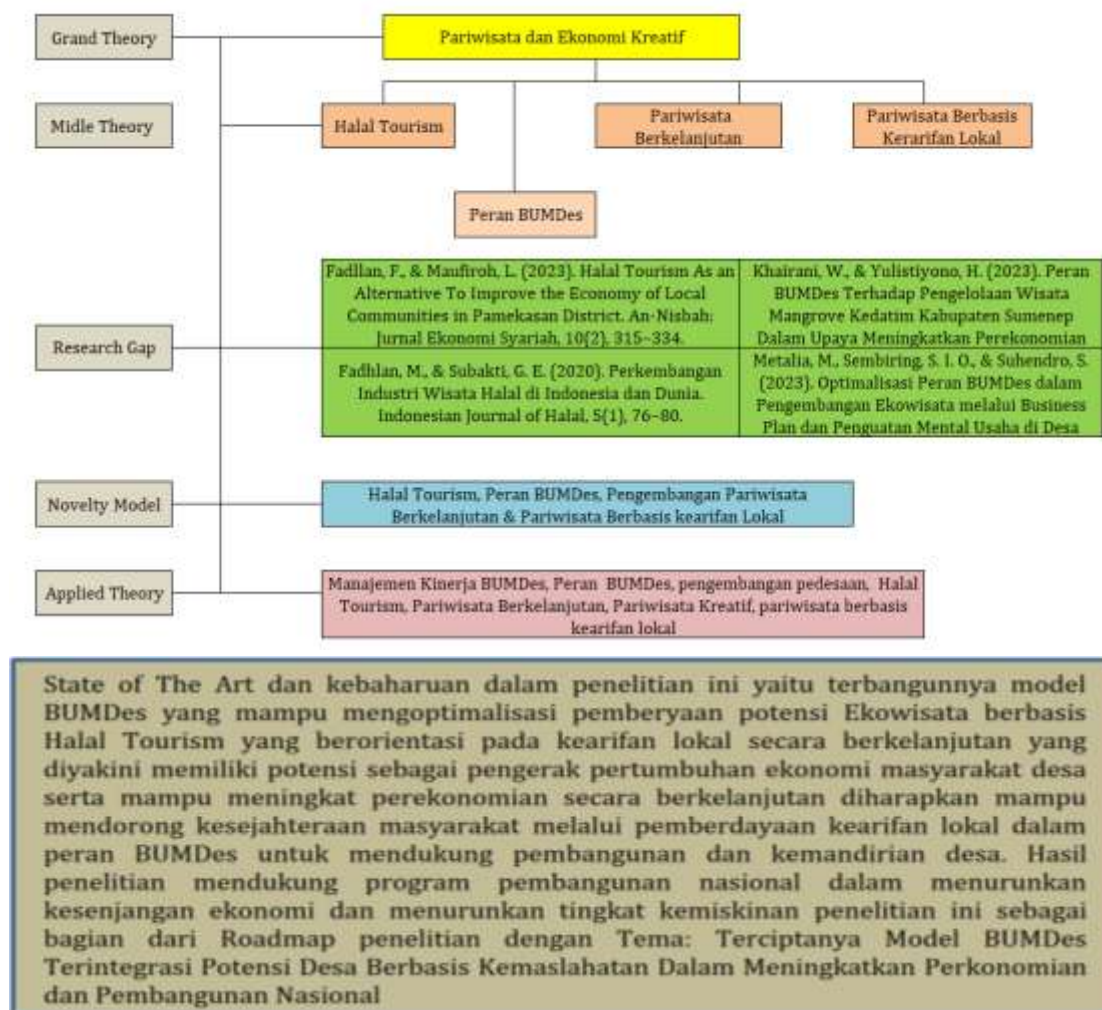 Grand Theory
Pariwisata dan Ekonomi Kreatif
Midle Theory
Halal Tourism
Pariwisata
Berkelanjutan
Pariwisata Berbasis
Kerarifan Lokal
Peran BUMDes
Research Gap
Fadllan, F., & Maufiroh, L. (2023). Halal Tourism As an
Alternative To Improve the Economy of Local
Communities in Pamekasan District. An-Nisbah:
Jurnal Ekonomi Syariah, 10(2), 315–334.
Khairani, W., & Yulistiyono, H. (2023). Peran
BUMDes Terhadap Pengelolaan Wisata
Mangrove Kedatim Kabupaten Sumenep
Dalam Upaya Meningkatkan Perekonomian
Fadhlan, M., & Subakti, G. E. (2020). Perkembangan
Industri Wisata Halal di Indonesia dan Dunia.
Indonesian Journal of Halal, 5(1), 76–80.
Metalia, M., Sembiring, S. I. O., & Suhendro, S.
(2023). Optimalisasi Peran BUMDes dalam
Pengembangan Ekowisata melalui Business
Plan dan Penguatan Mental Usaha di Desa
Novelty Model
Halal Tourism, Peran BUMDes, Pengembangan Pariwisata
Berkelanjutan & Pariwisata Berbasis kearifan Lokal
Applied Theory
Manajemen Kinerja BUMDes, Peran BUMDes, pengembangan pedesaan, Halal
Tourism, Pariwisata Berkelanjutan, Pariwisata Kreatif, pariwisata berbasis
kearifan lokal
State of The Art dan kebaharuan dalam penelitian ini yaitu terbangunnya model
BUMDes yang mampu mengoptimalisasi pemberyaan potensi Ekowisata berbasis
Halal Tourism yang berorientasi pada kearifan lokal secara berkelanjutan yang
diyakini memiliki potensi sebagai pengerak pertumbuhan ekonomi masyarakat desa
serta mampu meningkat perekonomian secara berkelanjutan diharapkan mampu
mendorong kesejahteraan masyarakat melalui pemberdayaan kearifan lokal dalam
peran BUMDes untuk mendukung pembangunan dan kemandirian desa. Hasil
penelitian mendukung program pembangunan nasional dalam menurunkan
kesenjangan ekonomi dan menurunkan tingkat kemiskinan penelitian ini sebagai
bagian dari Roadmap penelitian dengan Tema: Terciptanya Model BUMDes
Terintegrasi Potensi Desa Berbasis Kemaslahatan Dalam Meningkatkan Perkonomian
dan Pembangunan Nasional